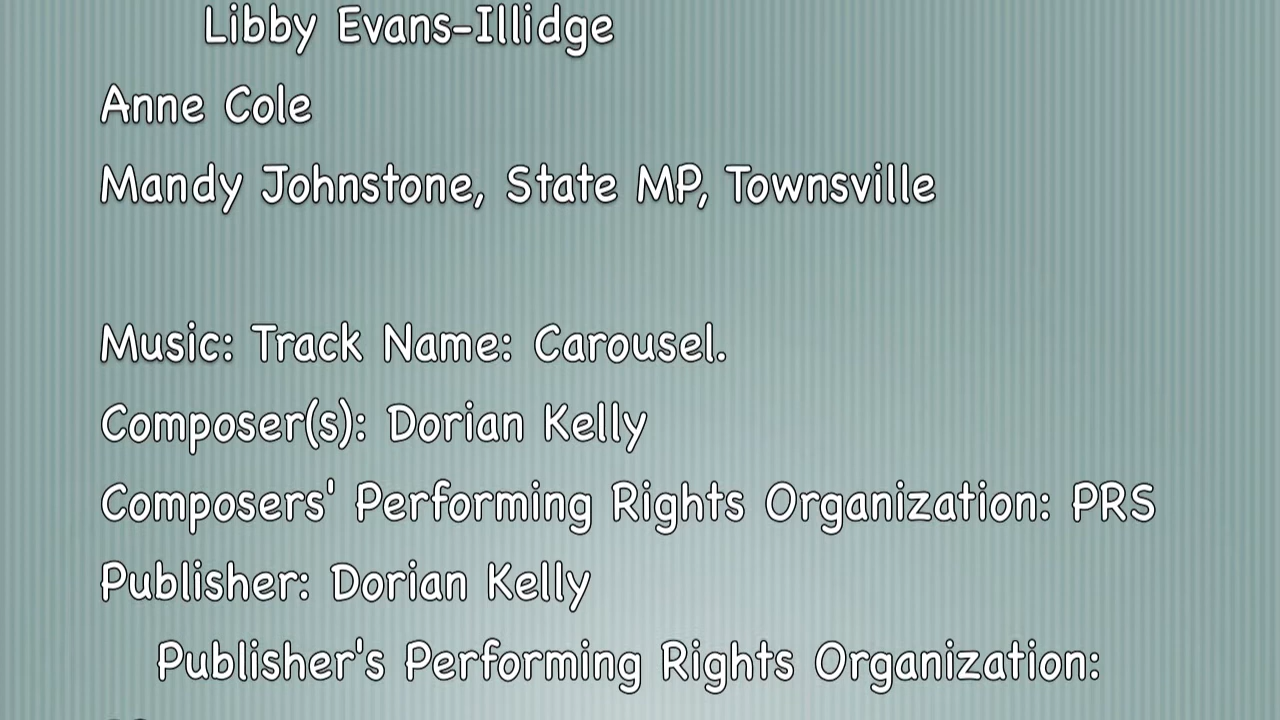 Libby Evans-Illidge
Anne Cole
Mandy Johnstone, State MP, Townsville
Music: Track Name: Carousel.
Composer(s): Dorian Kelly
Composers' Performing Rights Organization: PRS
Publisher: Dorian Kelly
Publisher's Performing Rights Organization: